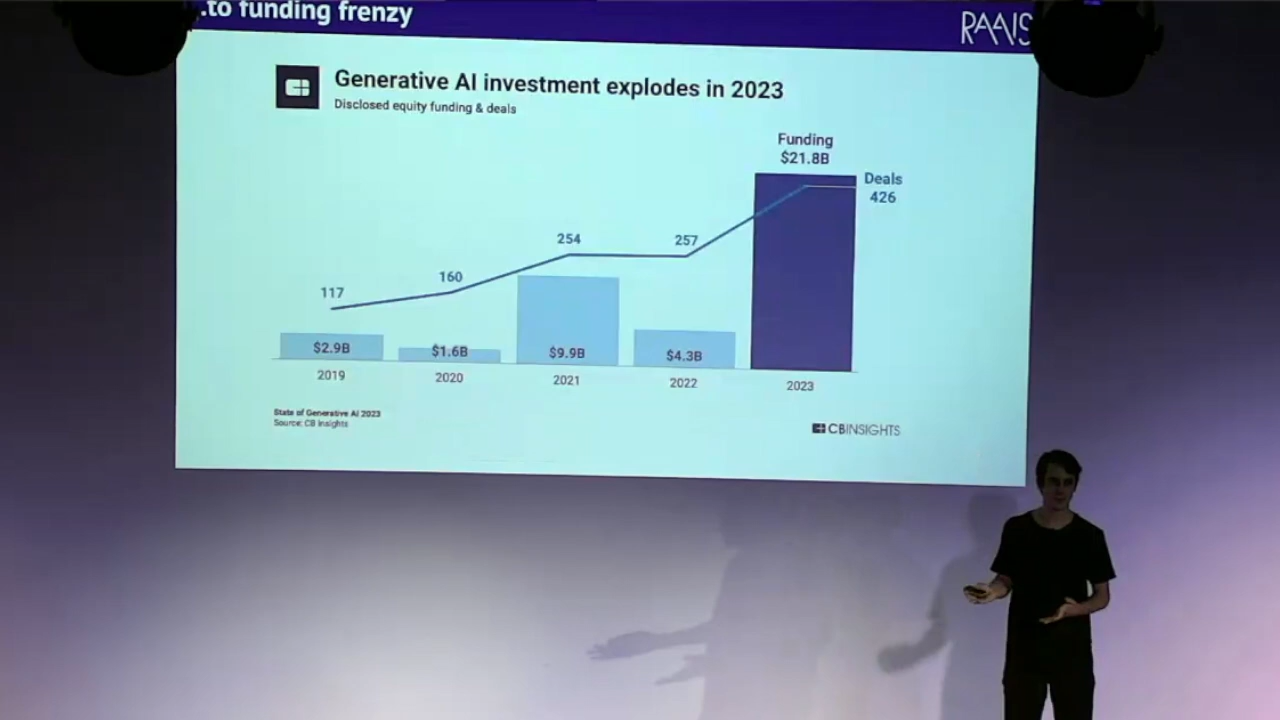 ..to funding frenzy
RAAIS
Generative AI investment explodes in 2023
Disclosed equity funding & deals
Funding
$21.8B
Deals
426
254
257
160
117
$2.9B
$1.6B
$9.9B
$4.3B
2019
2020
2021
2022
2023
State of Generative AI 2023
Source: CB Insights
CBINSIGHTS